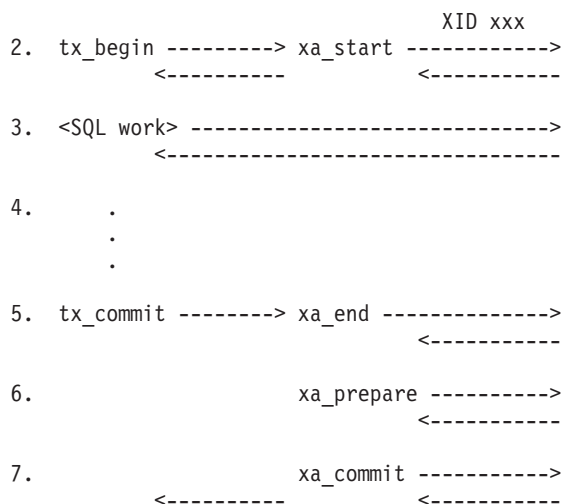 XID xxx
2. tx_begin ---------> xa_start ------------>
<---------- <-----------
3. <SQL work> ------------------------------>
<---------------------------------
4. .
.
.
5. tx_commit --------> xa_end -------------->
<-----------
6. xa_prepare ---------->
<-----------
7. xa_commit ----------->
<---------- <-----------